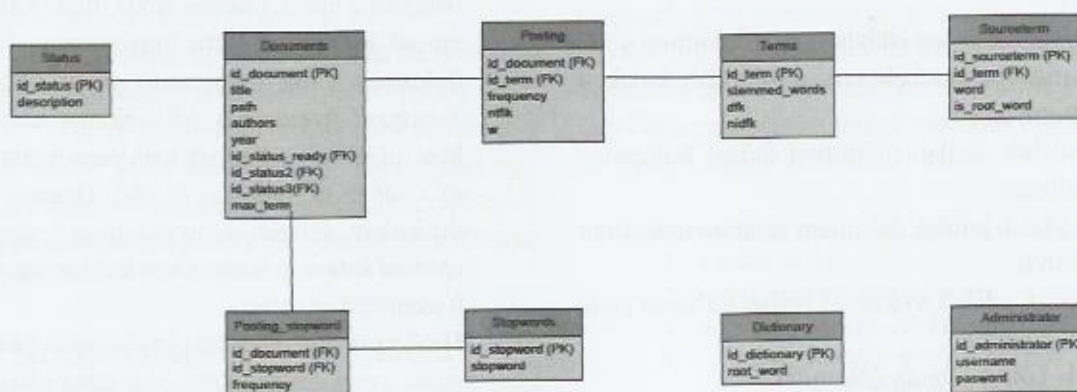 Status
id_status (PK)
description
Documents
id_document (PK)
title
path
authors
year
id_status_ready (FK)
id_status2 (FK)
id_status3(FK)
max_term
Posting
id_document (FK)
id_term (FK)
frequency
ntfik
w
Terms
id_term (PK)
stemmed_words
dfk
nidfk
Sourceterm
id_sourceterm (PK)
id_term (FK)
word
is_root_word
Posting_stopword
id_document (FK)
id_stopword (FK)
frequency
Stopwords
id_stopword (PK)
stopword
Dictionary
id_dictionary (PK)
root_word
Administrator
id_administrator (PK)
username
pasword